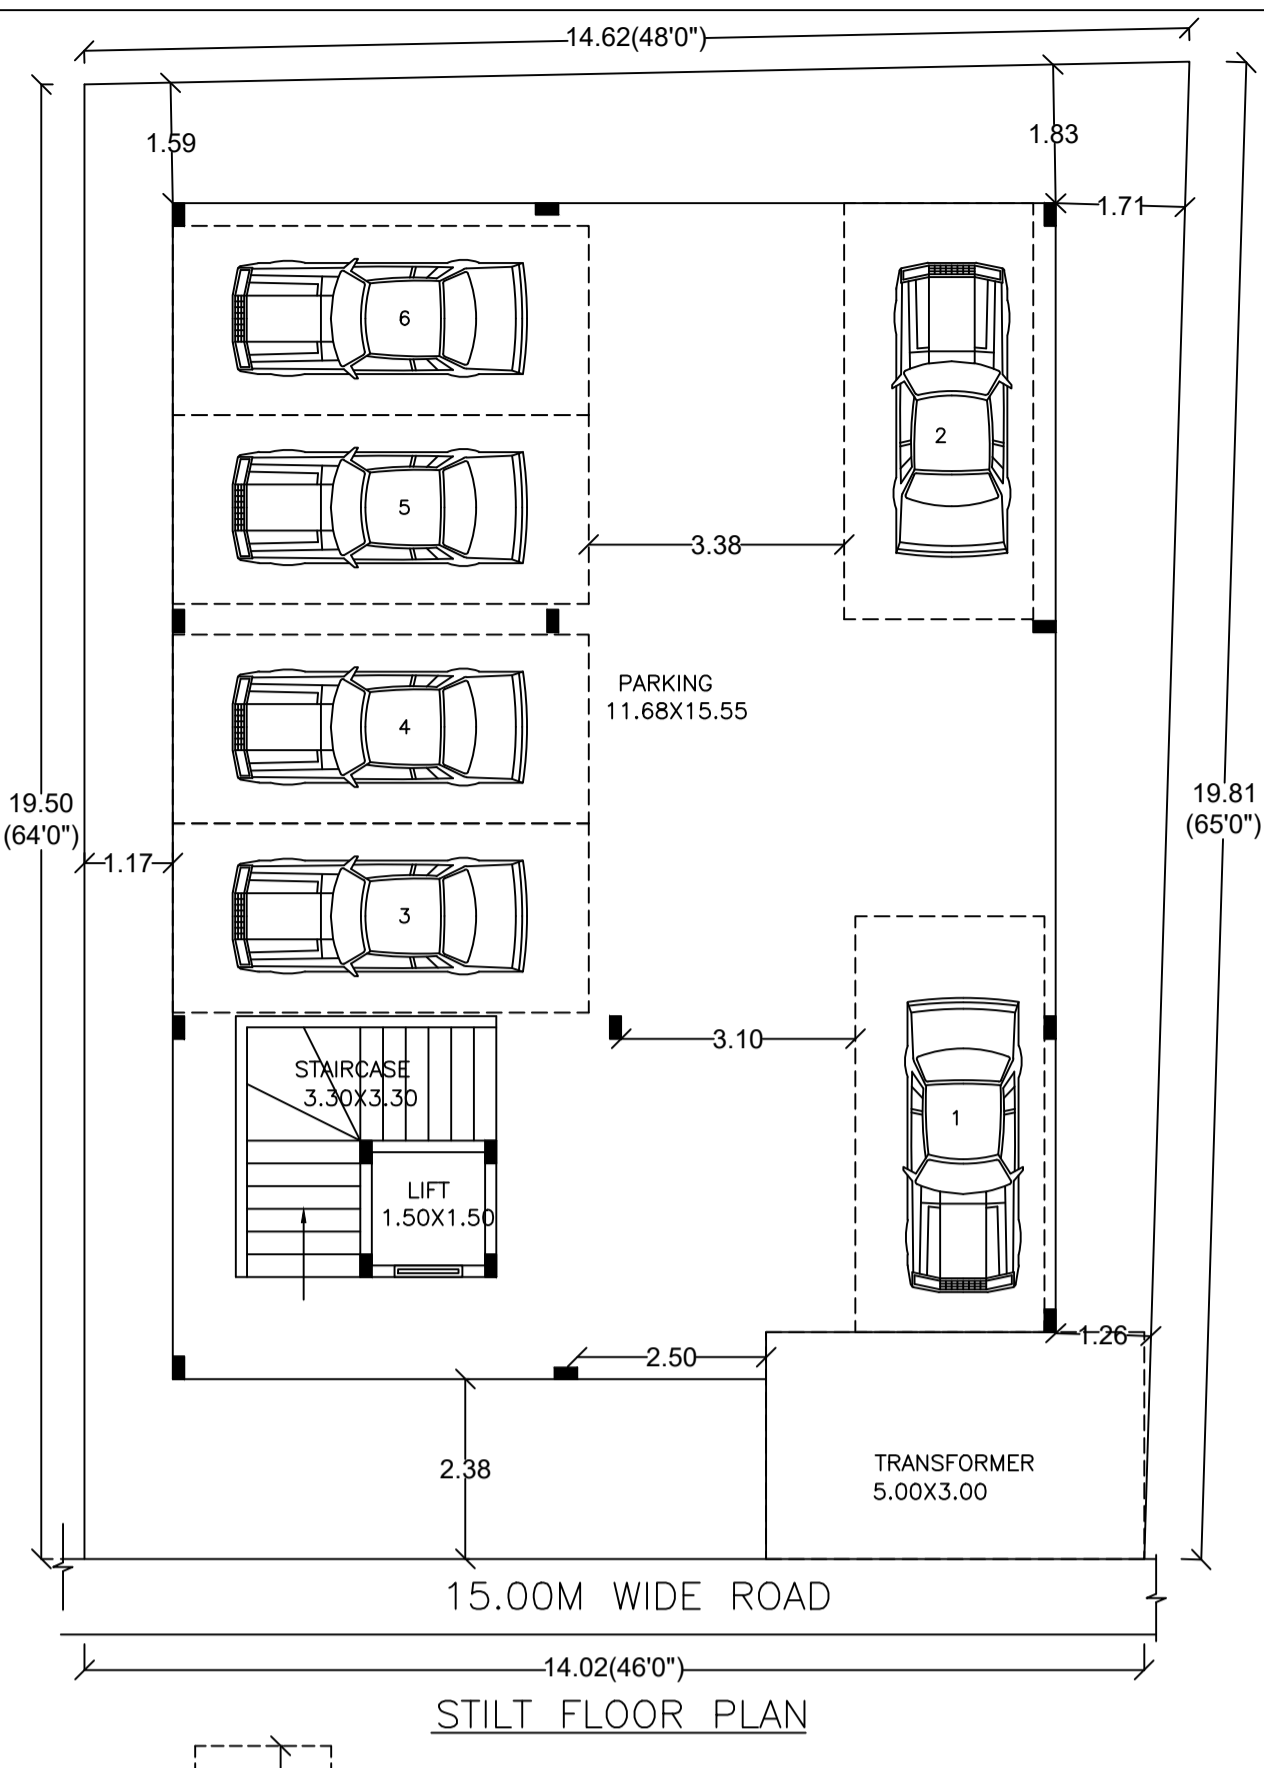 14.62(48'0")
1.59
1.83
1.71
6
2
5
3.38
PARKING
11.68X15.55
4
19.50
(64'0")
19.81
(65'0")
1.17
3
3.10
STAIRCASE
3.30X3.30
1
LIFT
1.50X1.50
1.26
2.50
2.38
TRANSFORMER
5.00X3.00
15.00M WIDE ROAD
14.02(46'0")
STILT FLOOR PLAN